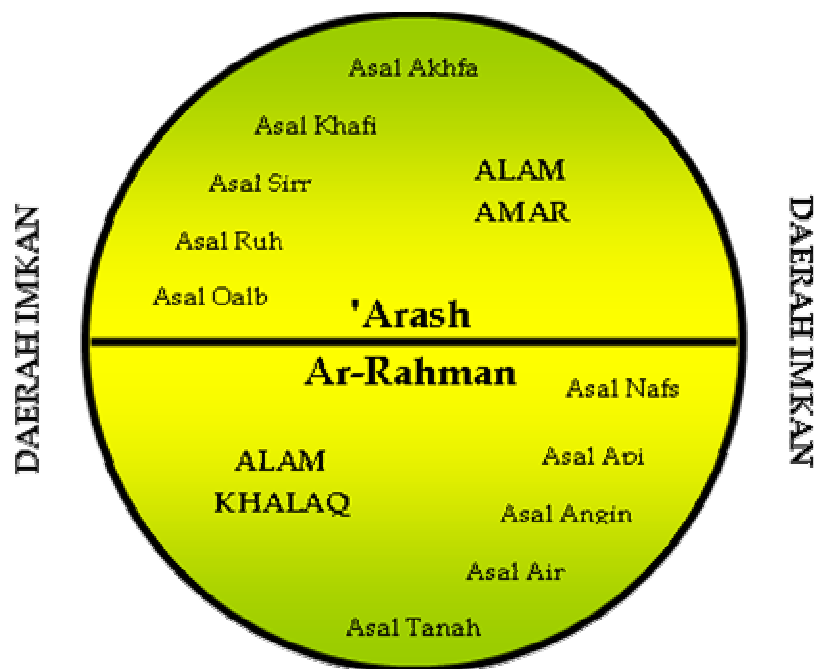 Asal Akhfa
Asal Khafi
Asal Sirr
ALAM
AMAR
Asal Ruh
Asal Qalb
'Arash
DAERAH IMKAN
DAERAH IMKAN
Ar-Rahman
Asal Nafs
ALAM
KHALAQ
Asal Api
Asal Angin
Asal Air
Asal Tanah